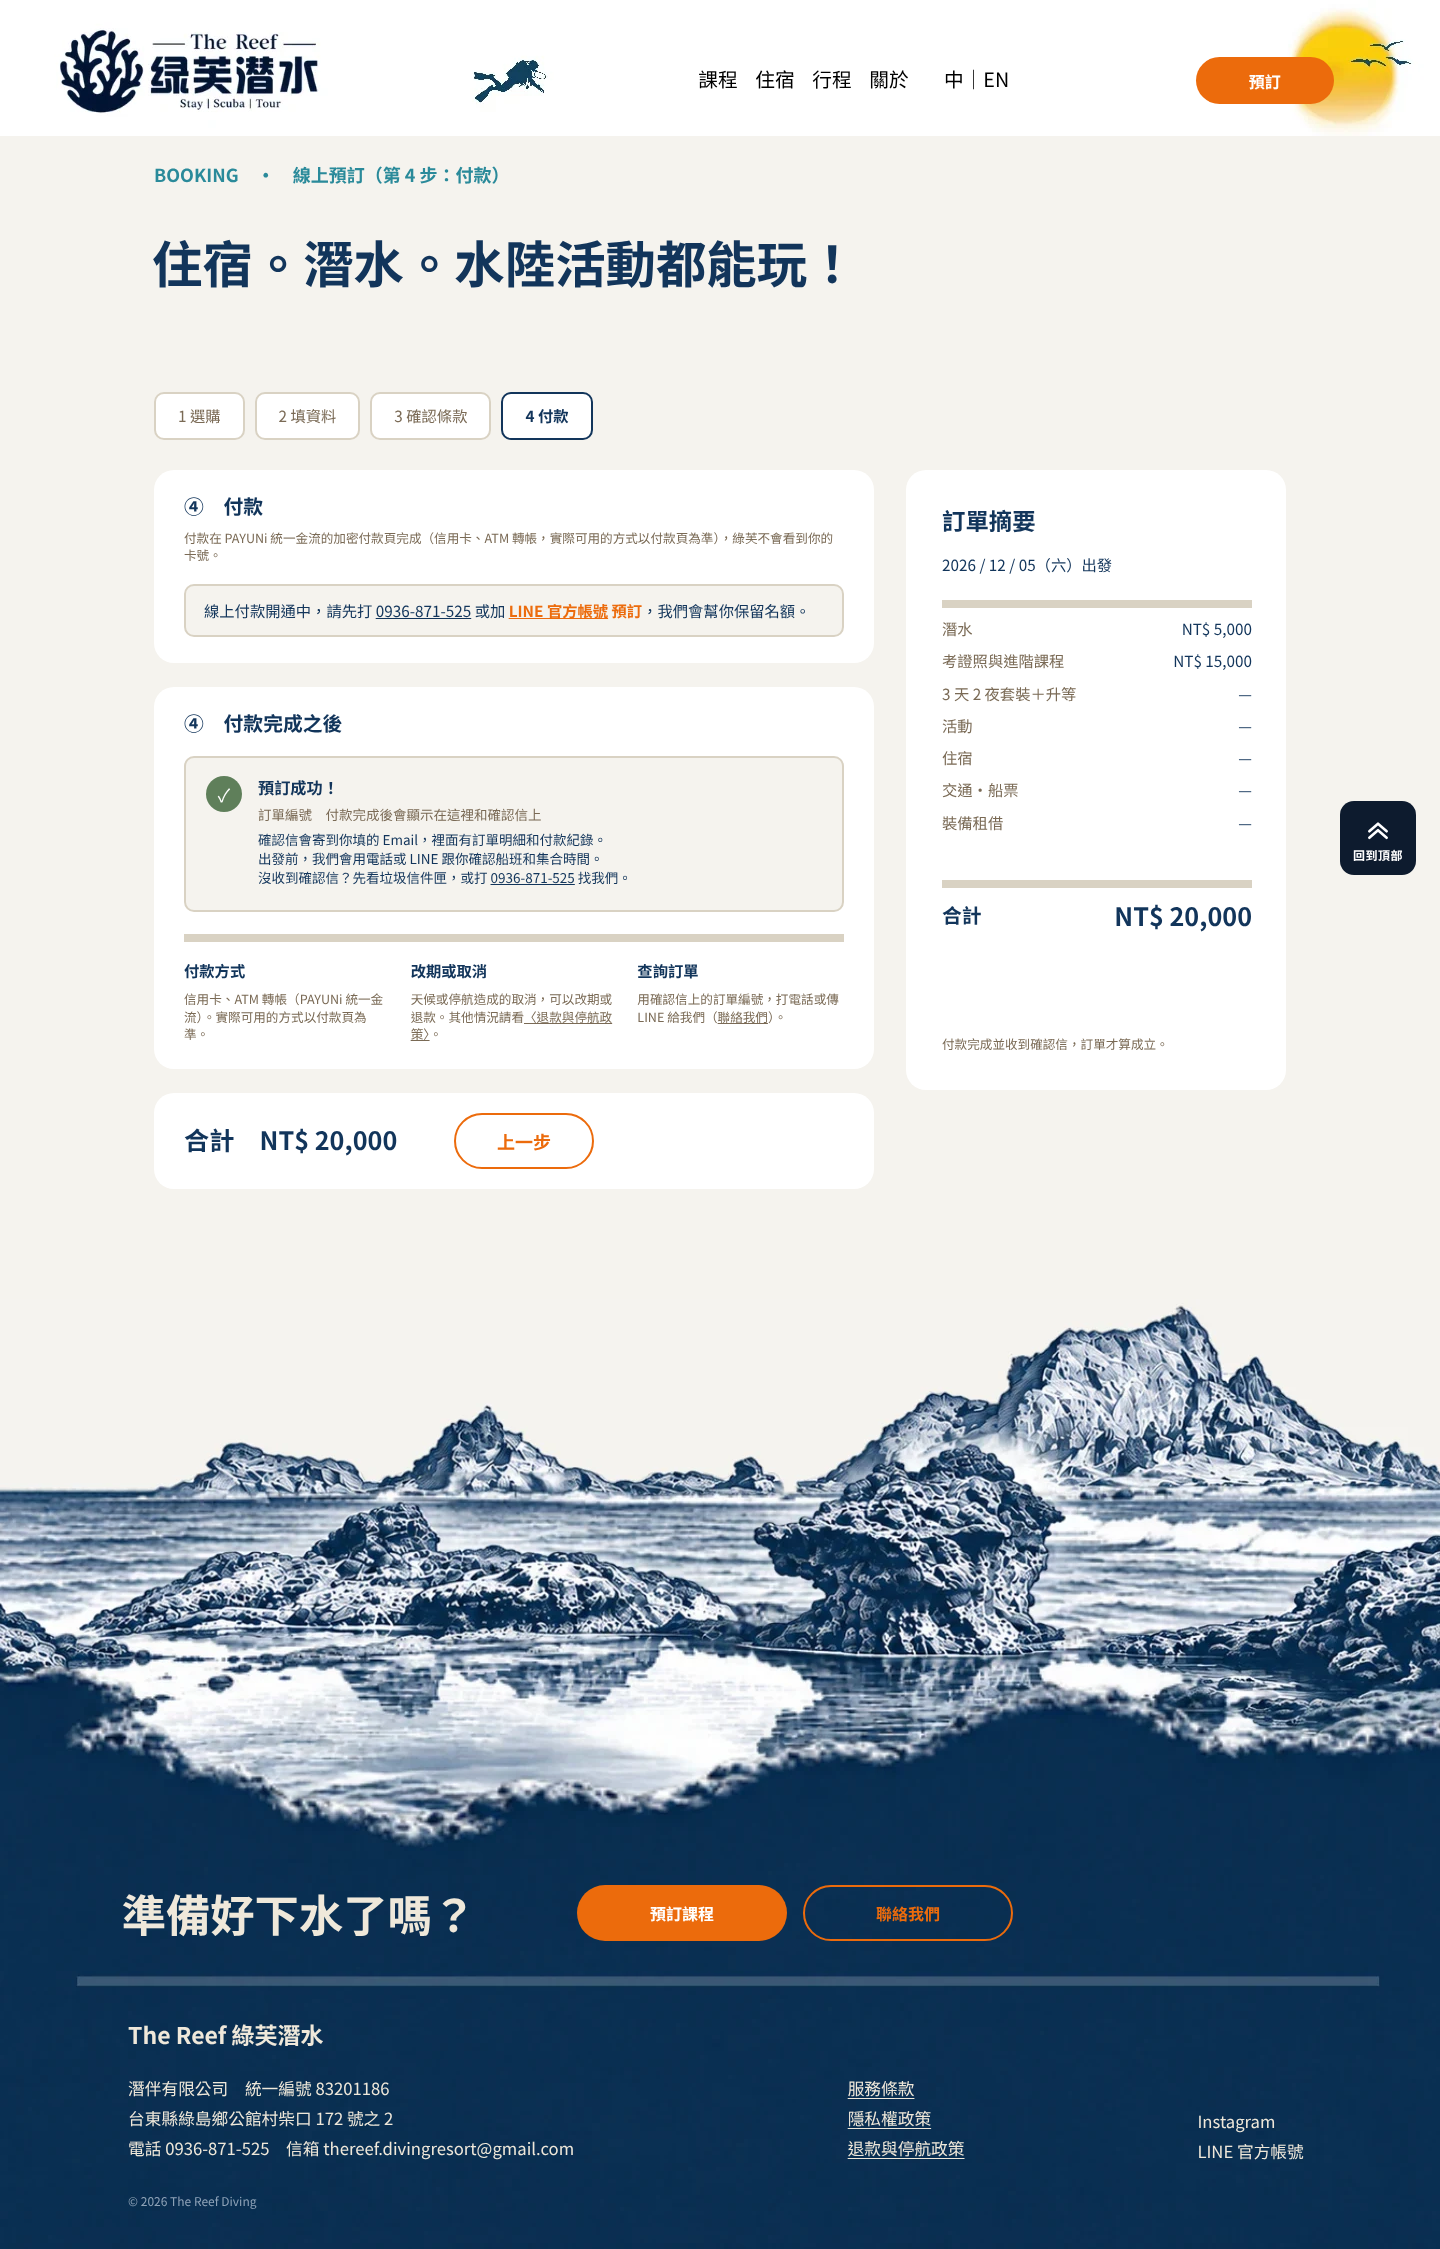 The Reef
绿芙潜水
Stay | Scuba | Tour
課程 住宿 行程 關於 中｜EN
預訂
BOOKING ・ 線上預訂（第 4 步：付款）
住宿。潛水。水陸活動都能玩！
1 選購
2 填資料
3 確認條款
4 付款
④ 付款
付款在 PAYUNi 統一金流的加密付款頁完成（信用卡、ATM 轉帳，實際可用的方式以付款頁為準），綠芙不會看到你的
卡號。
線上付款開通中，請先打 0936-871-525 或加 LINE 官方帳號 預訂，我們會幫你保留名額。
④ 付款完成之後
✓
預訂成功！
訂單編號 付款完成後會顯示在這裡和確認信上
確認信會寄到你填的 Email，裡面有訂單明細和付款紀錄。
出發前，我們會用電話或 LINE 跟你確認船班和集合時間。
沒收到確認信？先看垃圾信件匣，或打 0936-871-525 找我們。
付款方式
信用卡、ATM 轉帳（PAYUNi 統一金
流）。實際可用的方式以付款頁為
準。
改期或取消
天候或停航造成的取消，可以改期或
退款。其他情況請看〈退款與停航政
策〉。
查詢訂單
用確認信上的訂單編號，打電話或傳
LINE 給我們（聯絡我們）。
合計 NT$ 20,000
上一步
訂單摘要
2026 / 12 / 05（六）出發
潛水 NT$ 5,000
考證照與進階課程 NT$ 15,000
3 天 2 夜套裝＋升等 —
活動 —
住宿 —
交通・船票 —
裝備租借 —
合計 NT$ 20,000
付款完成並收到確認信，訂單才算成立。
回到頂部
準備好下水了嗎？
預訂課程
聯絡我們
The Reef 綠芙潛水
潛伴有限公司 統一編號 83201186
台東縣綠島鄉公館村柴口 172 號之 2
電話 0936-871-525 信箱 thereef.divingresort@gmail.com
服務條款
隱私權政策
退款與停航政策
Instagram
LINE 官方帳號
© 2026 The Reef Diving